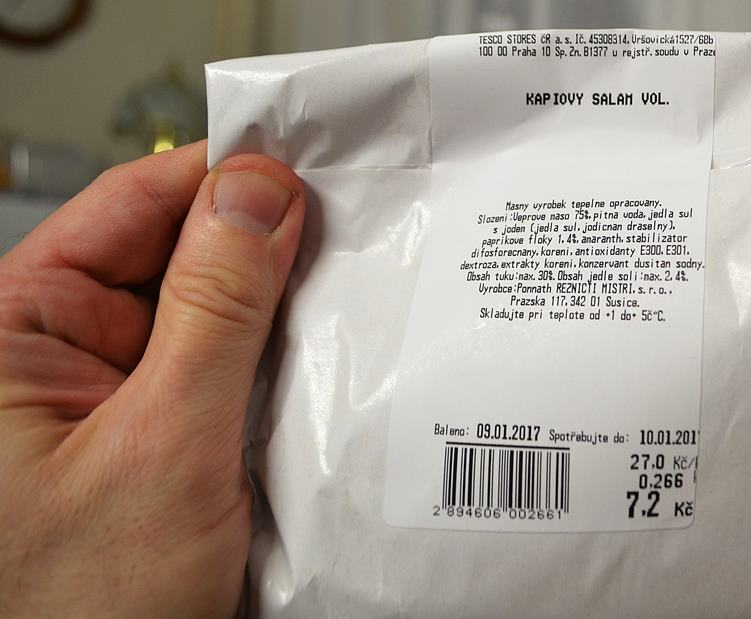 TESCO STORES ČR a.s. Ič. 45308314, Vršovická1527/68b
100 00 Praha 10 Sp.Zn. B1377 u rejstř. soudu v Praze
KAPIOVY SALAM VOL.
Masny vyrobek tepelne opracovany.
Slozeni:Veprove maso 75%, pitna voda, jedla sul
s jodem (jedla sul, jodicnan draselny),
paprikove floky 1,4%, amaranth, stabilizator
difosforecnany, koreni, antioxidanty E300, E301,
dextroza, extrakty koreni, konzervant dusitan sodny.
Obsah tuku:max. 30%. Obsah jedle soli:max. 2,4%.
Vyrobce:Ponnath REZNICTI MISTRI, s.r.o.,
Prazska 117, 342 01 Susice.
Skladujte pri teplote od +1 do+ 5č°C.
Baleno: 09.01.2017 Spotřebujte do: 10.01.201
27,0 Kč/
0,266
7,2 Kč
2 894606 002661